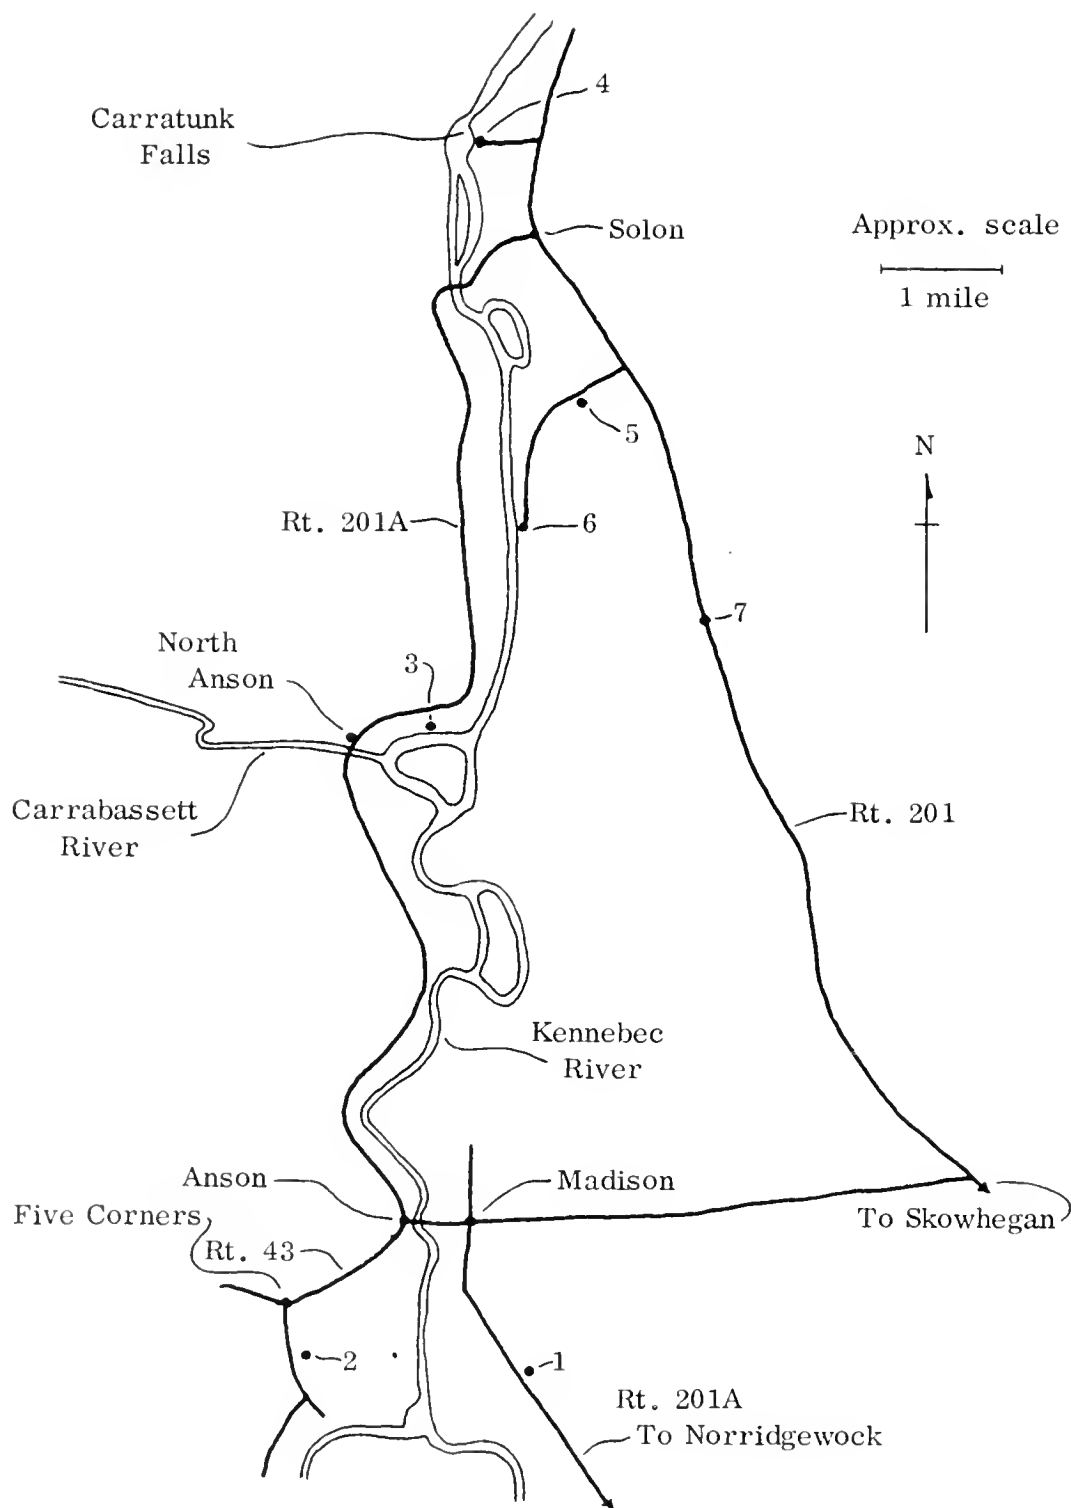 4
Carratunk
Falls
Solon
Approx. scale
1 mile
5
N
Rt. 201A
6
7
North
Anson
3
Carrabassett
River
Rt. 201
Kennebec
River
Anson
Madison
Five Corners
To Skowhegan
Rt. 43
2
1
Rt. 201A
To Norridgewock